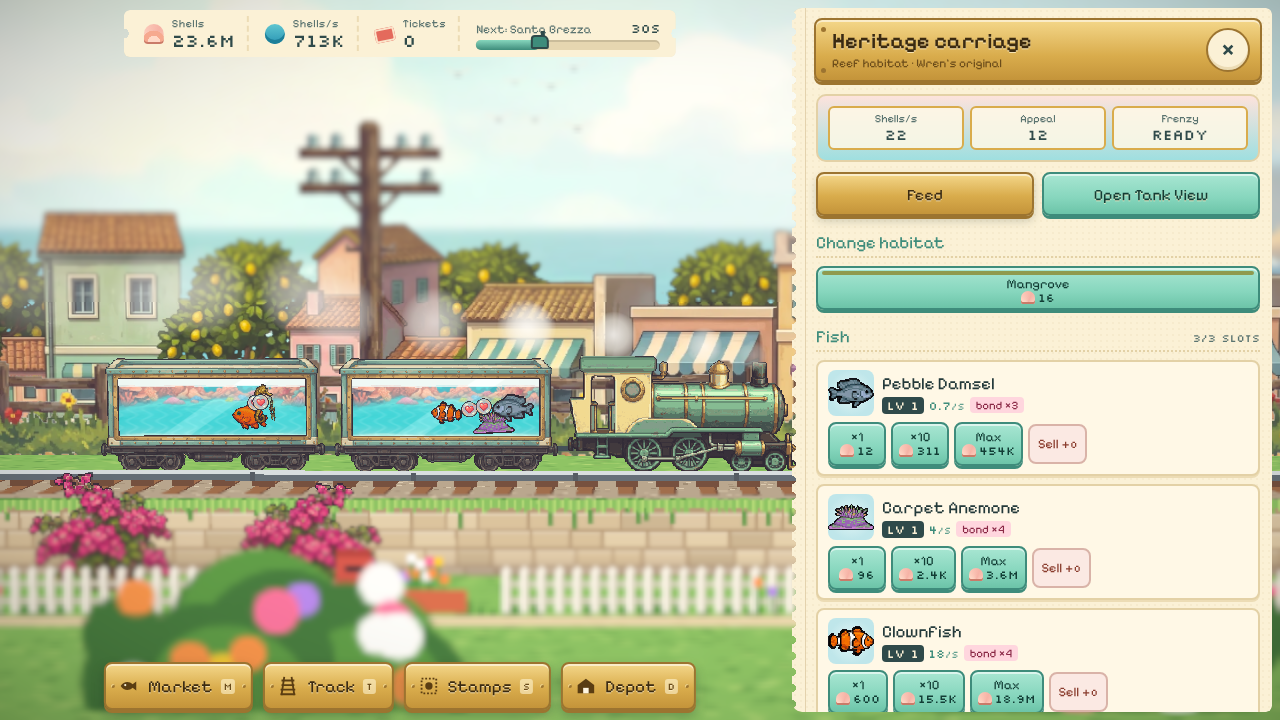 Shells
23.6M
Shells/s
713K
Tickets
0
Next: Santa Grezza 30s
Heritage carriage
Reef habitat · Wren's original
×
Shells/s
22
Appeal
12
Frenzy
READY
Feed
Open Tank View
Change habitat
Mangrove
16
Fish 3/3 SLOTS
Pebble Damsel
LV 1 0.7/s bond ×3
×1
12
×10
311
Max
454K
Sell +0
Carpet Anemone
LV 1 4/s bond ×4
×1
96
×10
2.4K
Max
3.6M
Sell +0
Clownfish
LV 1 18/s bond ×4
×1
600
×10
15.5K
Max
18.9M
Sell +0
Market M
Track T
Stamps S
Depot D